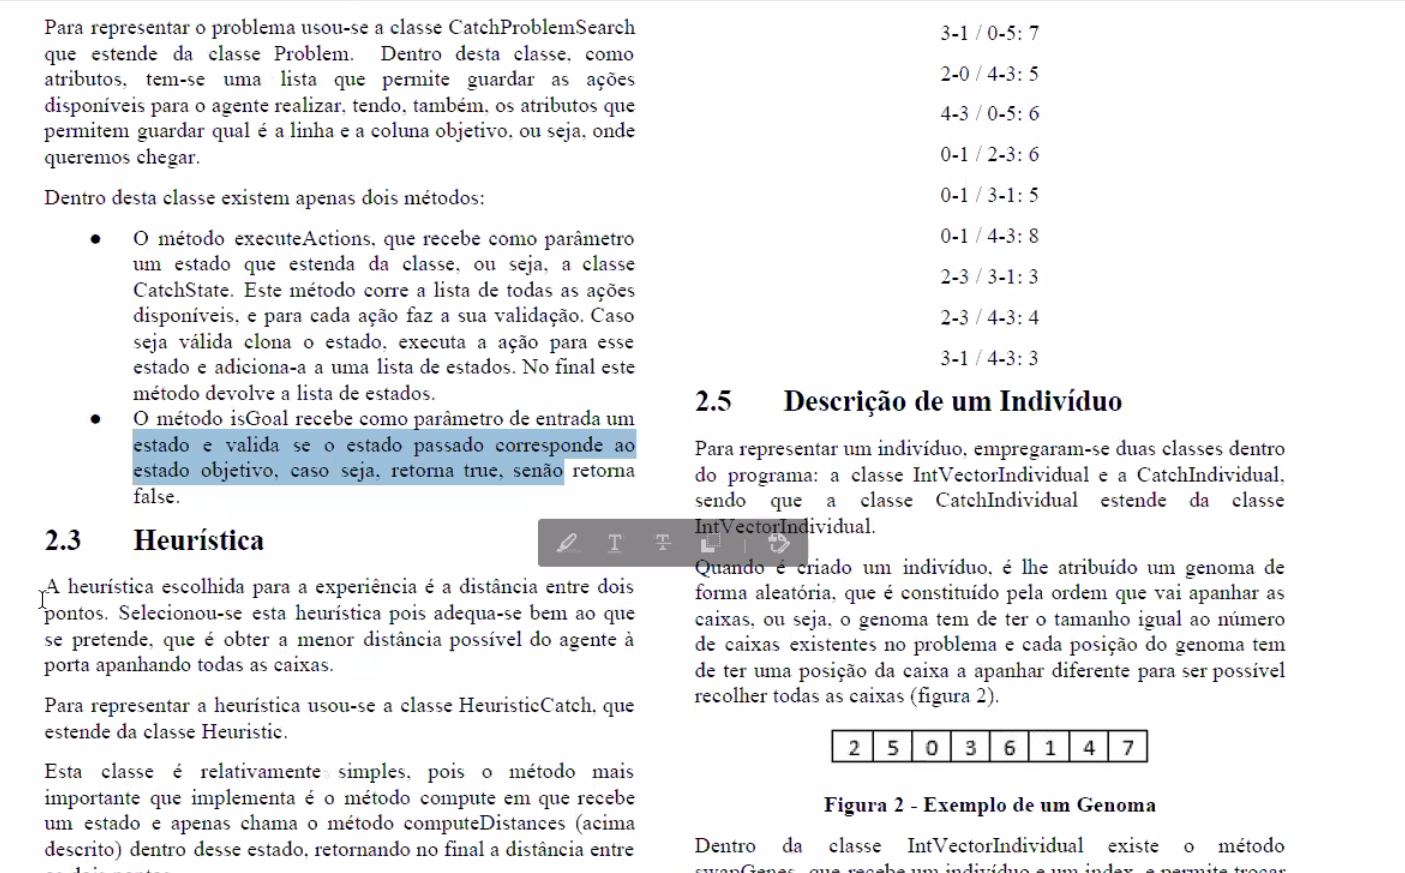 Para representar o problema usou-se a classe CatchProblemSearch
que estende da classe Problem. Dentro desta classe, como
atributos, tem-se uma lista que permite guardar as ações
disponíveis para o agente realizar, tendo, também, os atributos que
permitem guardar qual é a linha e a coluna objetivo, ou seja, onde
queremos chegar.
Dentro desta classe existem apenas dois métodos:
● O método executeActions, que recebe como parâmetro
um estado que estenda da classe, ou seja, a classe
CatchState. Este método corre a lista de todas as ações
disponíveis, e para cada ação faz a sua validação. Caso
seja válida clona o estado, executa a ação para esse
estado e adiciona-a a uma lista de estados. No final este
método devolve a lista de estados.
● O método isGoal recebe como parâmetro de entrada um
estado e valida se o estado passado corresponde ao
estado objetivo, caso seja, retorna true, senão retorna
false.
2.3 Heurística
A heurística escolhida para a experiência é a distância entre dois
pontos. Selecionou-se esta heurística pois adequa-se bem ao que
se pretende, que é obter a menor distância possível do agente à
porta apanhando todas as caixas.
Para representar a heurística usou-se a classe HeuristicCatch, que
estende da classe Heuristic.
Esta classe é relativamente simples, pois o método mais
importante que implementa é o método compute em que recebe
um estado e apenas chama o método computeDistances (acima
descrito) dentro desse estado, retornando no final a distância entre
os dois pontos.
3-1 / 0-5: 7
2-0 / 4-3: 5
4-3 / 0-5: 6
0-1 / 2-3: 6
0-1 / 3-1: 5
0-1 / 4-3: 8
2-3 / 3-1: 3
2-3 / 4-3: 4
3-1 / 4-3: 3
2.5 Descrição de um Indivíduo
Para representar um indivíduo, empregaram-se duas classes dentro
do programa: a classe IntVectorIndividual e a CatchIndividual,
sendo que a classe CatchIndividual estende da classe
IntVectorIndividual.
Quando é criado um indivíduo, é lhe atribuído um genoma de
forma aleatória, que é constituído pela ordem que vai apanhar as
caixas, ou seja, o genoma tem de ter o tamanho igual ao número
de caixas existentes no problema e cada posição do genoma tem
de ter uma posição da caixa a apanhar diferente para ser possível
recolher todas as caixas (figura 2).
2 5 0 3 6 1 4 7
Figura 2 - Exemplo de um Genoma
Dentro da classe IntVectorIndividual existe o método
swapGenes, que recebe um indivíduo e um index, e permite trocar